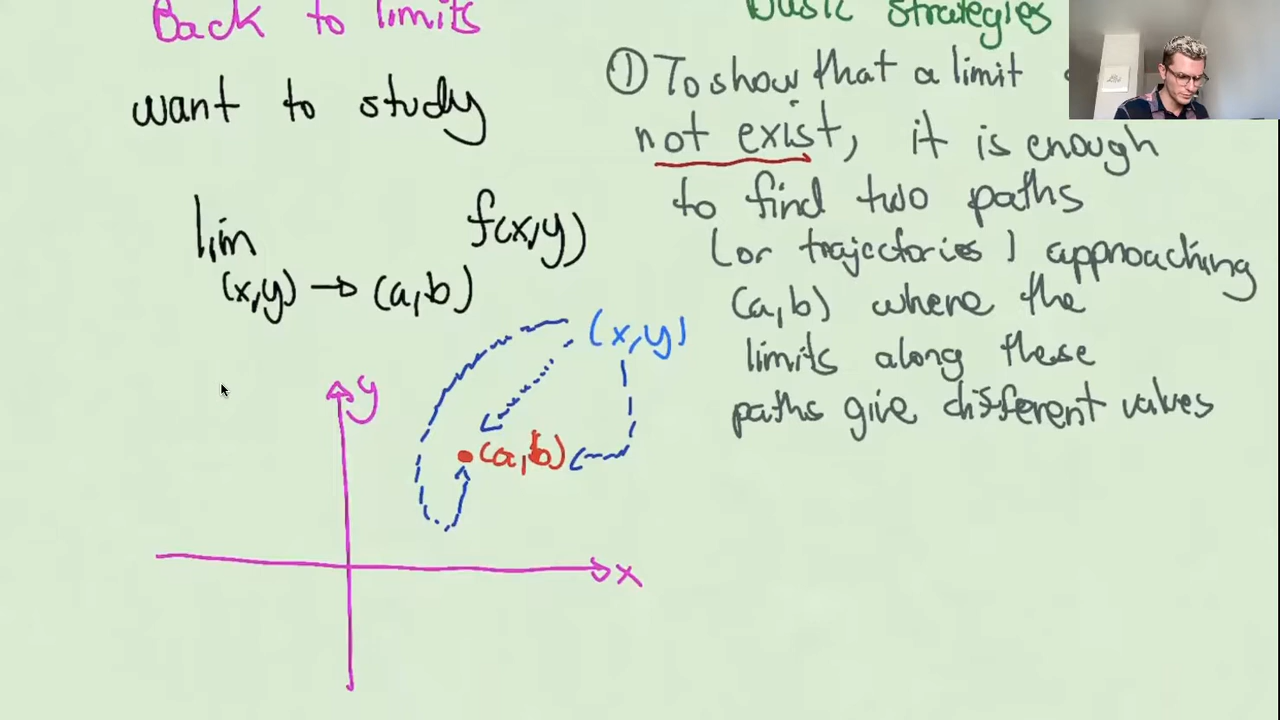 Back to limits
want to study
lim f(x,y)
(x,y) → (a,b)
(x,y)
y
(a,b)
x
Basic strategies
① To show that a limit
not exist, it is enough
to find two paths
(or trajectories) approaching
(a,b) where the
limits along these
paths give different values